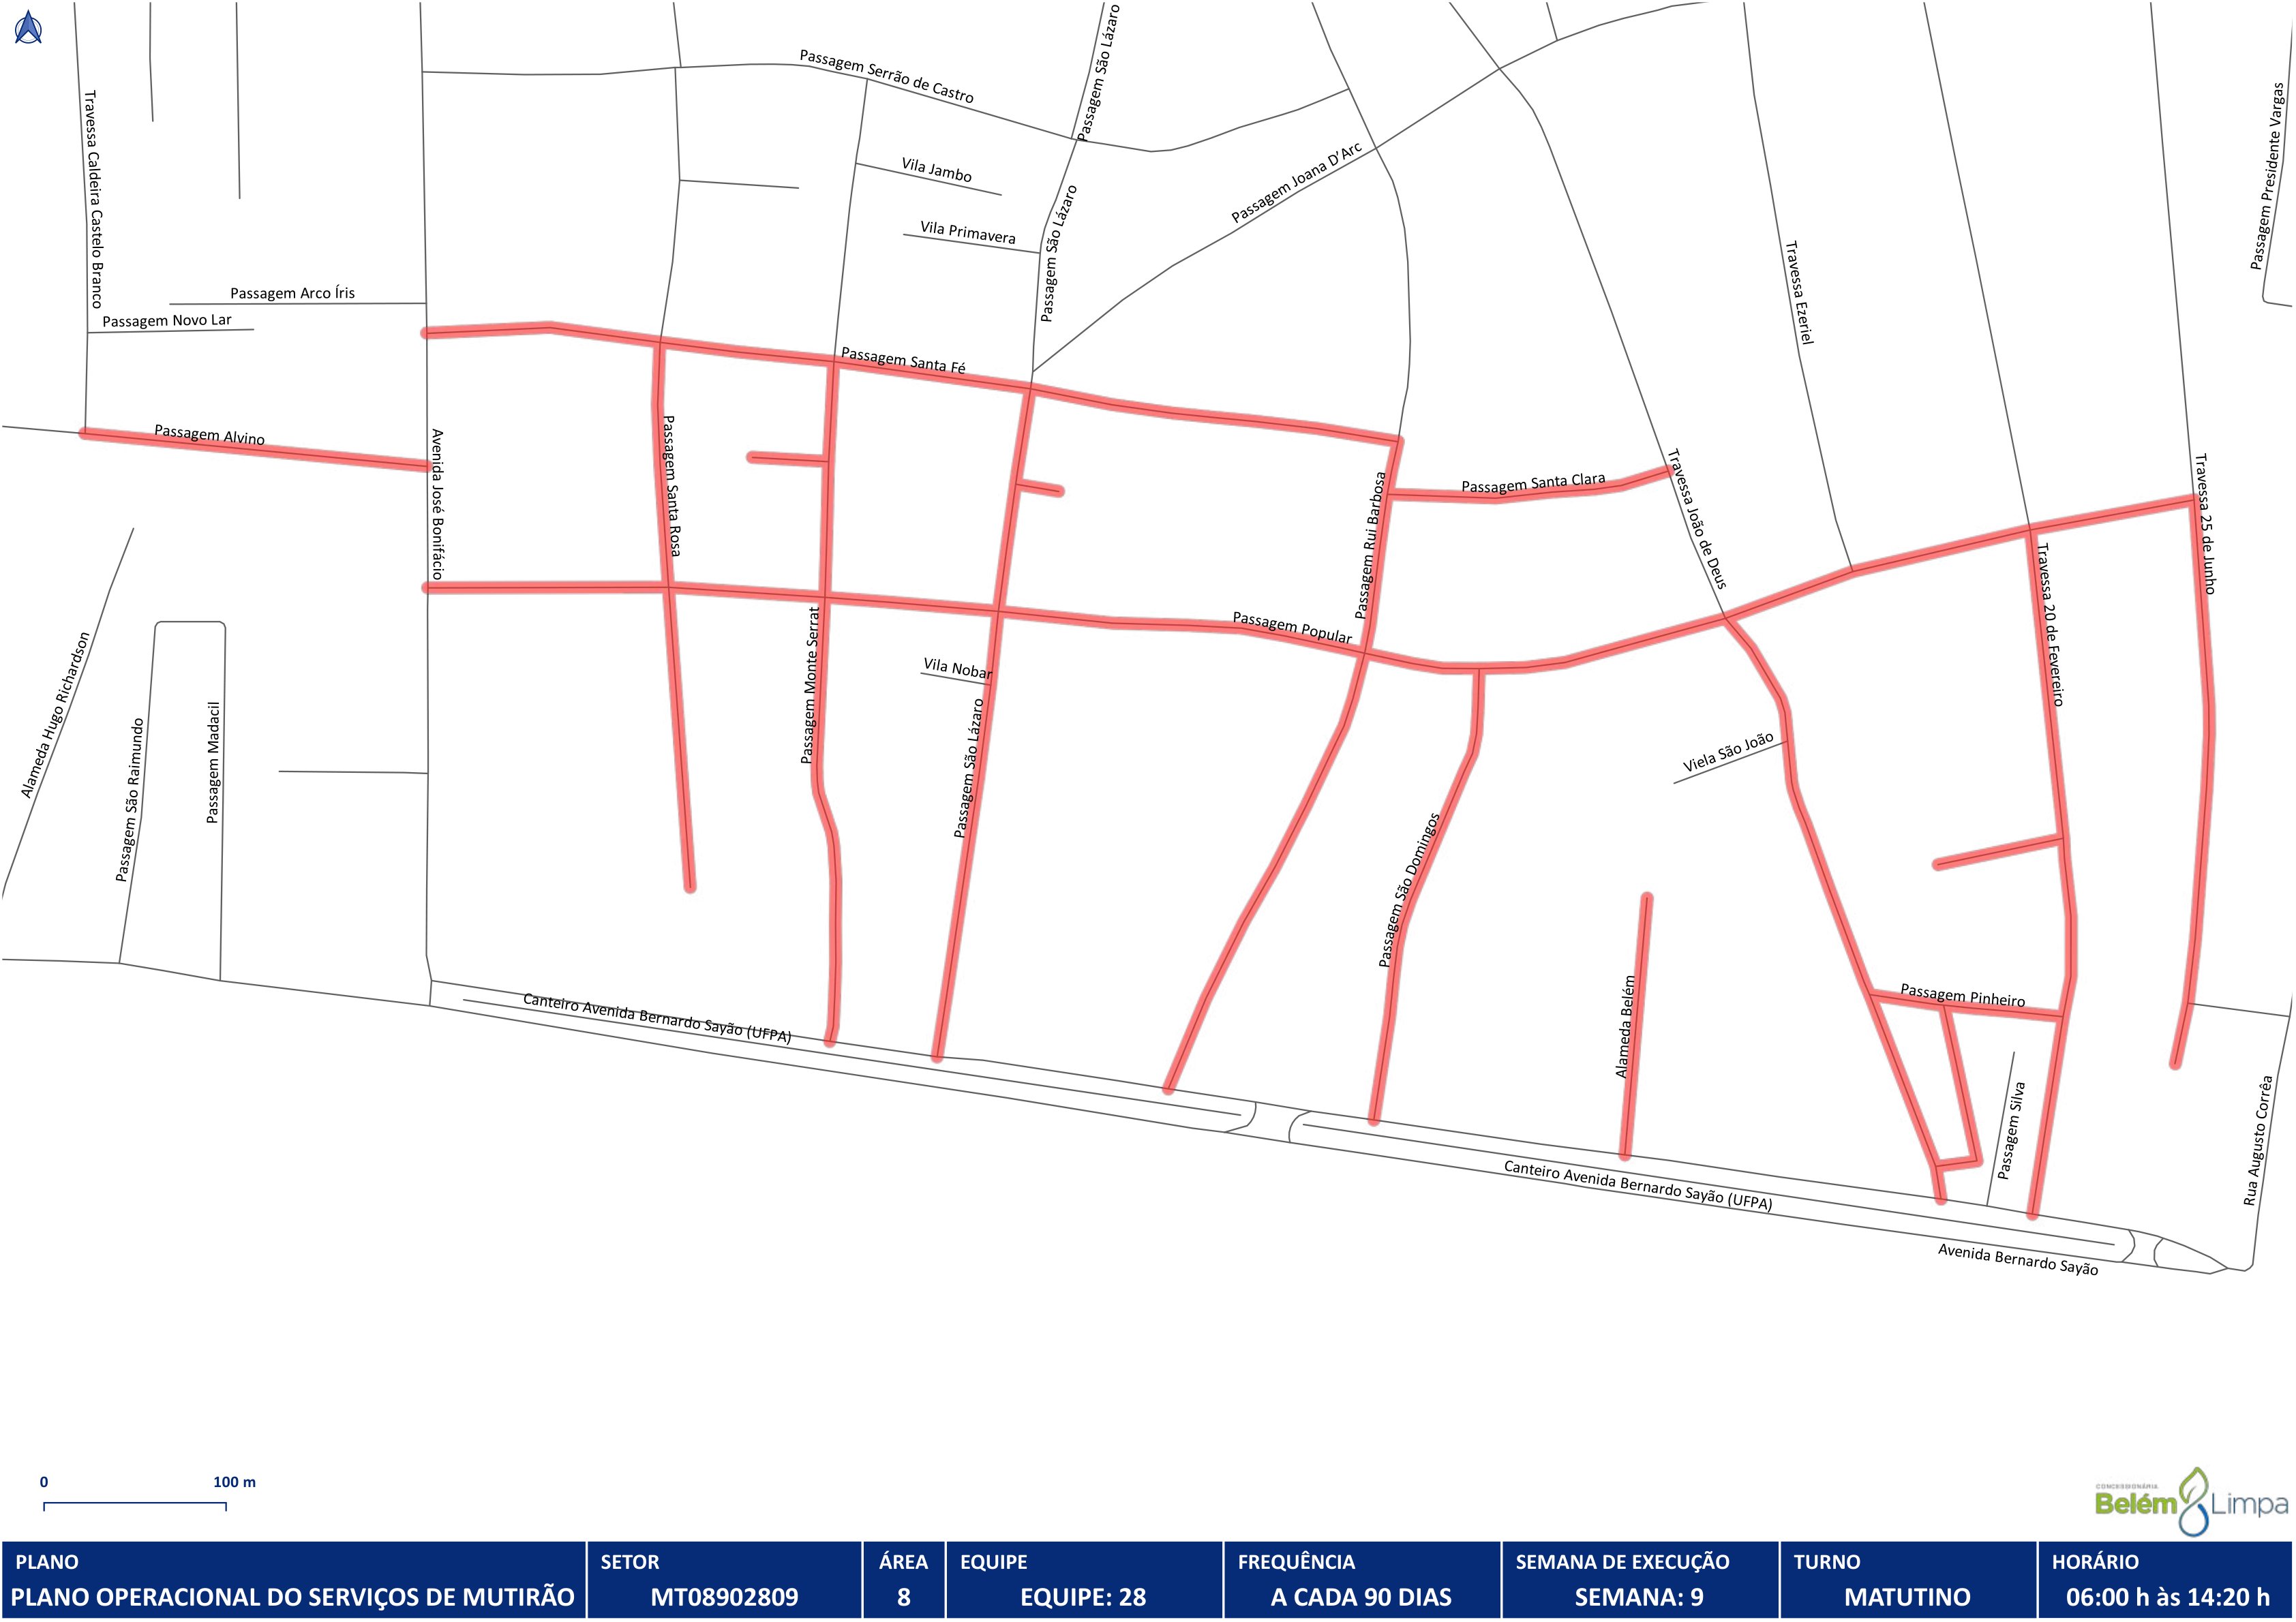 Passagem São Lázaro
Passagem Serrão de Castro
Travessa Caldeira Castelo Branco
Passagem Presidente Vargas
Passagem Joana D'Arc
Vila Jambo
Passagem São Lázaro
Vila Primavera
Travessa Ezeriel
Passagem Arco Íris
Passagem Novo Lar
Passagem Santa Fé
Passagem Alvino
Avenida José Bonifácio
Passagem Santa Rosa
Passagem Rui Barbosa
Passagem Santa Clara
Travessa João de Deus
Travessa 25 de Junho
Travessa 20 de Fevereiro
Passagem Popular
Passagem Monte Serrat
Vila Nobar
Alameda Hugo Richardson
Passagem São Raimundo
Passagem Madacil
Passagem São Lázaro
Viela São João
Passagem São Domingos
Alameda Belém
Passagem Pinheiro
Canteiro Avenida Bernardo Sayão (UFPA)
Passagem Silva
Rua Augusto Corrêa
Canteiro Avenida Bernardo Sayão (UFPA)
Avenida Bernardo Sayão
0 100 m
CONCESSIONÁRIA
Belém Limpa
PLANO
PLANO OPERACIONAL DO SERVIÇOS DE MUTIRÃO
SETOR
MT08902809
ÁREA
8
EQUIPE
EQUIPE: 28
FREQUÊNCIA
A CADA 90 DIAS
SEMANA DE EXECUÇÃO
SEMANA: 9
TURNO
MATUTINO
HORÁRIO
06:00 h às 14:20 h